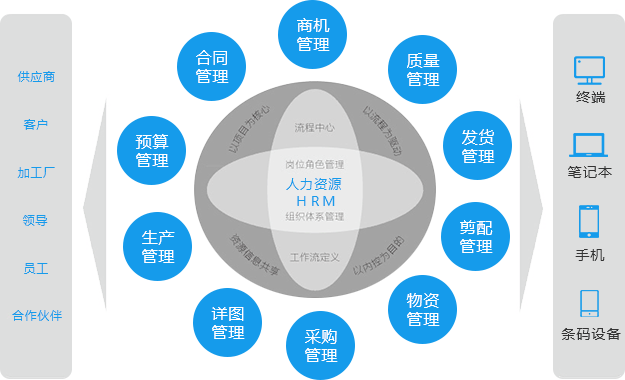 供应商
客户
加工厂
领导
员工
合作伙伴
商机
管理
质量
管理
发货
管理
剪配
管理
物资
管理
采购
管理
详图
管理
生产
管理
预算
管理
合同
管理
以项目为核心
以流程为驱动
资源信息共享
以内控为目的
流程中心
岗位角色管理
人力资源
HRM
组织体系管理
工作流定义
终端
笔记本
手机
条码设备